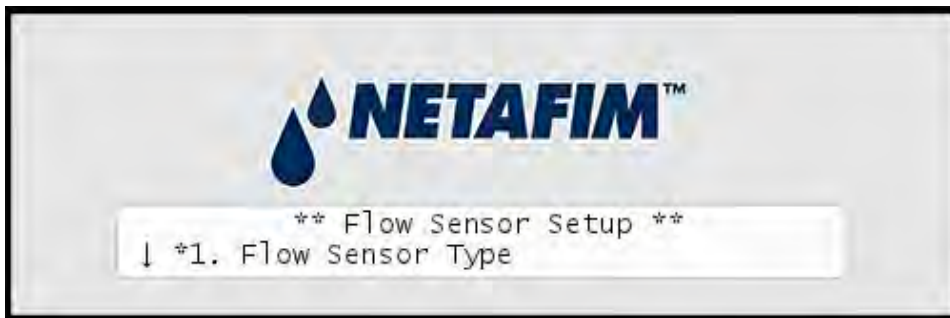 NETAFIM™
** Flow Sensor Setup **
↓ *1. Flow Sensor Type